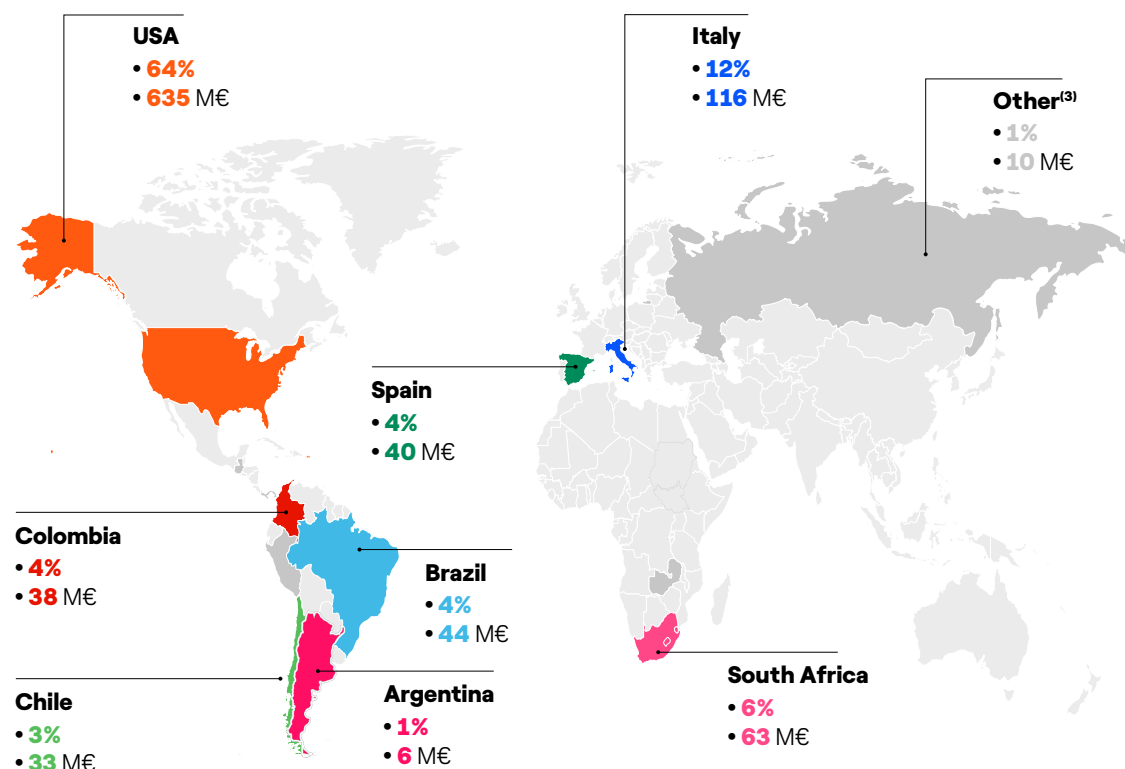 USA
• 64%
• 635 M€
Italy
• 12%
• 116 M€
Other(3)
• 1%
• 10 M€
Spain
• 4%
• 40 M€
Colombia
• 4%
• 38 M€
Brazil
• 4%
• 44 M€
South Africa
• 6%
• 63 M€
Chile
• 3%
• 33 M€
Argentina
• 1%
• 6 M€